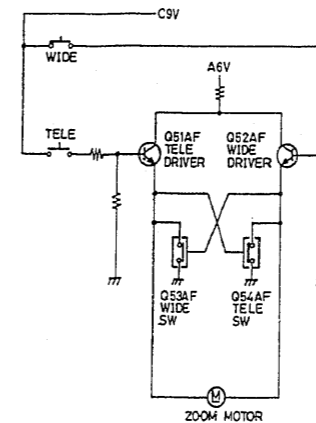 C9V
WIDE
A6V
TELE
Q51AF
TELE
DRIVER
Q52AF
WIDE
DRIVER
Q53AF
WIDE
SW
Q54AF
TELE
SW
M
ZOOM MOTOR